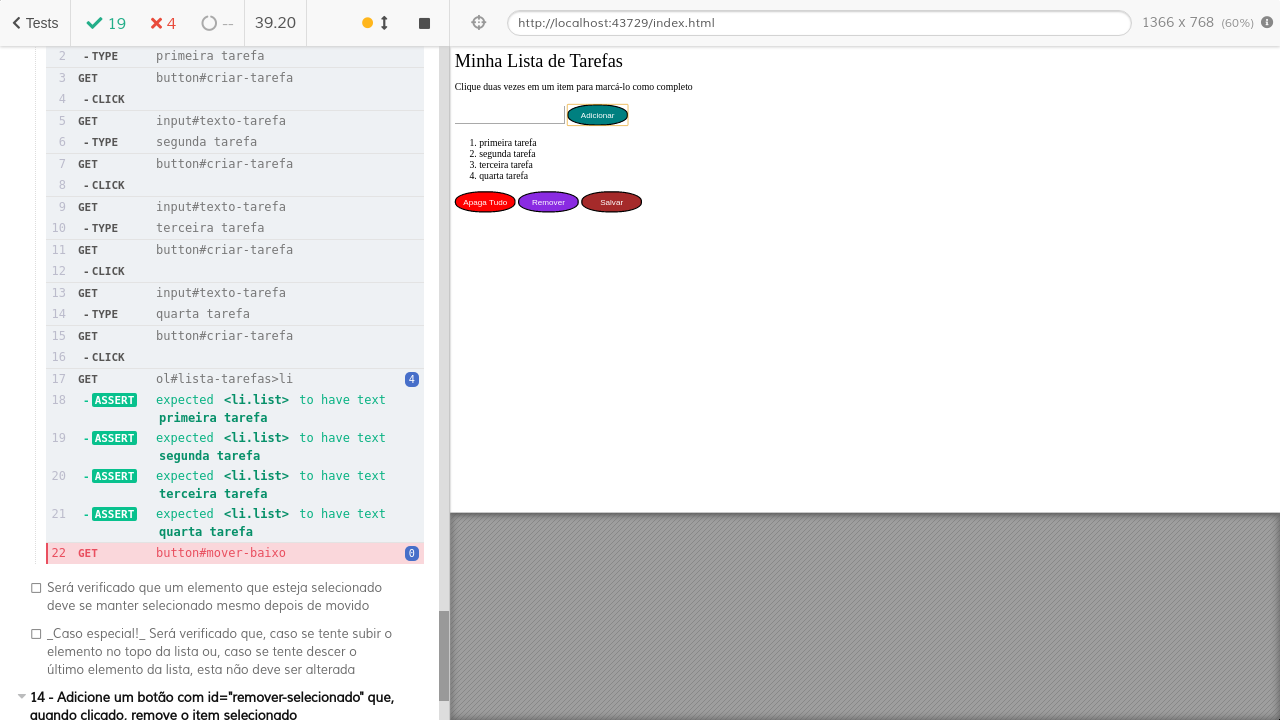 Tests 19 4 -- 39.20
http://localhost:43729/index.html 1366 x 768 (60%)
2 - TYPE primeira tarefa
3 GET button#criar-tarefa
4 - CLICK
5 GET input#texto-tarefa
6 - TYPE segunda tarefa
7 GET button#criar-tarefa
8 - CLICK
9 GET input#texto-tarefa
10 - TYPE terceira tarefa
11 GET button#criar-tarefa
12 - CLICK
13 GET input#texto-tarefa
14 - TYPE quarta tarefa
15 GET button#criar-tarefa
16 - CLICK
17 GET ol#lista-tarefas>li 4
18 - ASSERT expected <li.list> to have text
primeira tarefa
19 - ASSERT expected <li.list> to have text
segunda tarefa
20 - ASSERT expected <li.list> to have text
terceira tarefa
21 - ASSERT expected <li.list> to have text
quarta tarefa
22 GET button#mover-baixo 0
Será verificado que um elemento que esteja selecionado
deve se manter selecionado mesmo depois de movido
_Caso especial!_ Será verificado que, caso se tente subir o
elemento no topo da lista ou, caso se tente descer o
último elemento da lista, esta não deve ser alterada
14 - Adicione um botão com id="remover-selecionado" que,
quando clicado, remove o item selecionado
Minha Lista de Tarefas
Clique duas vezes em um item para marcá-lo como completo
Adicionar
1. primeira tarefa
2. segunda tarefa
3. terceira tarefa
4. quarta tarefa
Apaga Tudo Remover Salvar